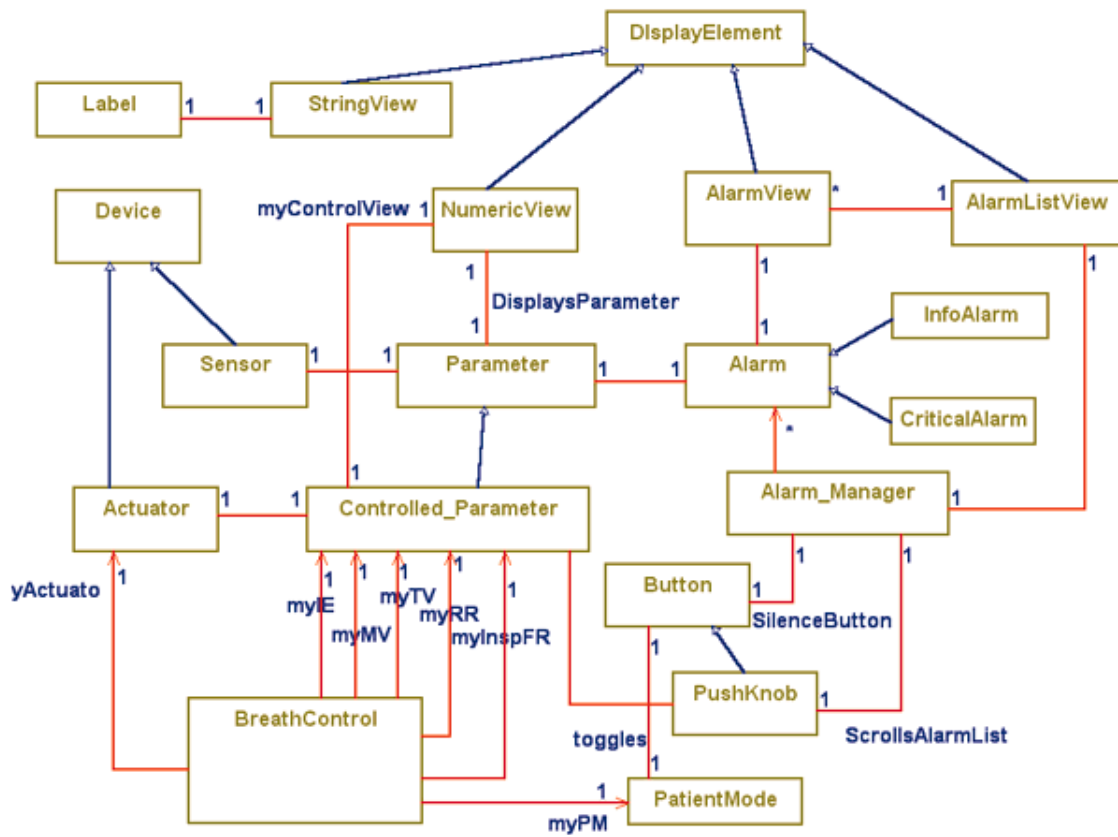 DIsplayElement
Label
1
1
StringView
Device
myControlView
1
NumericView
AlarmView
*
1
AlarmListView
1
1
1
DisplaysParameter
InfoAlarm
1
1
Sensor
1
1
Parameter
1
1
Alarm
CriticalAlarm
*
1
Actuator
1
1
Controlled_Parameter
Alarm_Manager
1
yActuato
1
1
1
1
1
1
myIE
myMV
myTV
myRR
myInspFR
1
1
Button
1
SilenceButton
1
PushKnob
1
BreathControl
toggles
ScrollsAlarmList
1
1
PatientMode
myPM